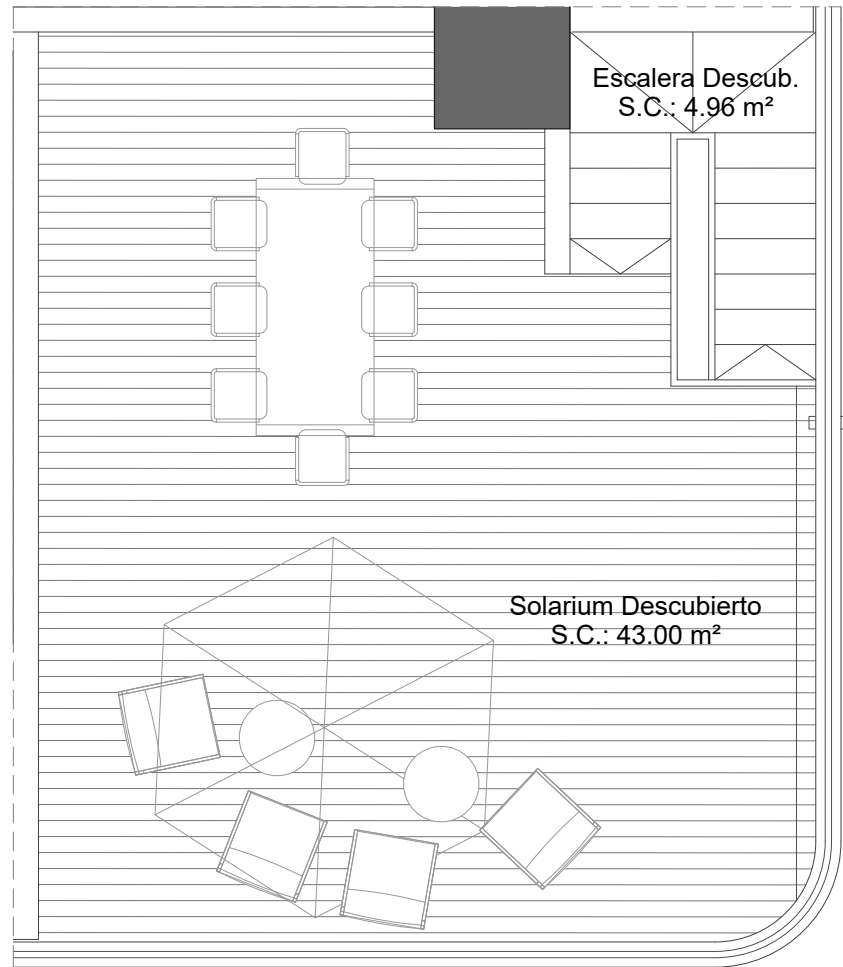 Escalera Descub.
S.C.: 4.96 m²
Solarium Descubierto
S.C.: 43.00 m²